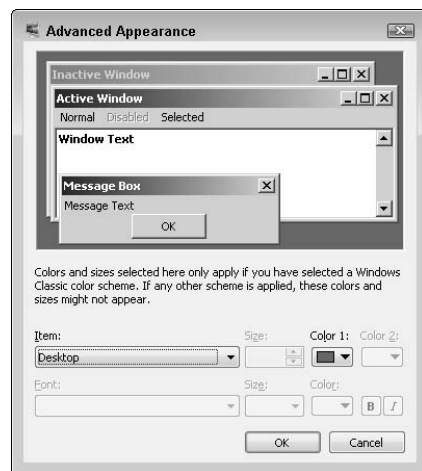 Advanced Appearance
Inactive Window
Active Window
Normal Disabled Selected
Window Text
Message Box
Message Text
OK
Colors and sizes selected here only apply if you have selected a Windows
Classic color scheme. If any other scheme is applied, these colors and
sizes might not appear.
Item: Size: Color 1: Color 2:
Desktop
Font: Size: Color:
B I
OK Cancel